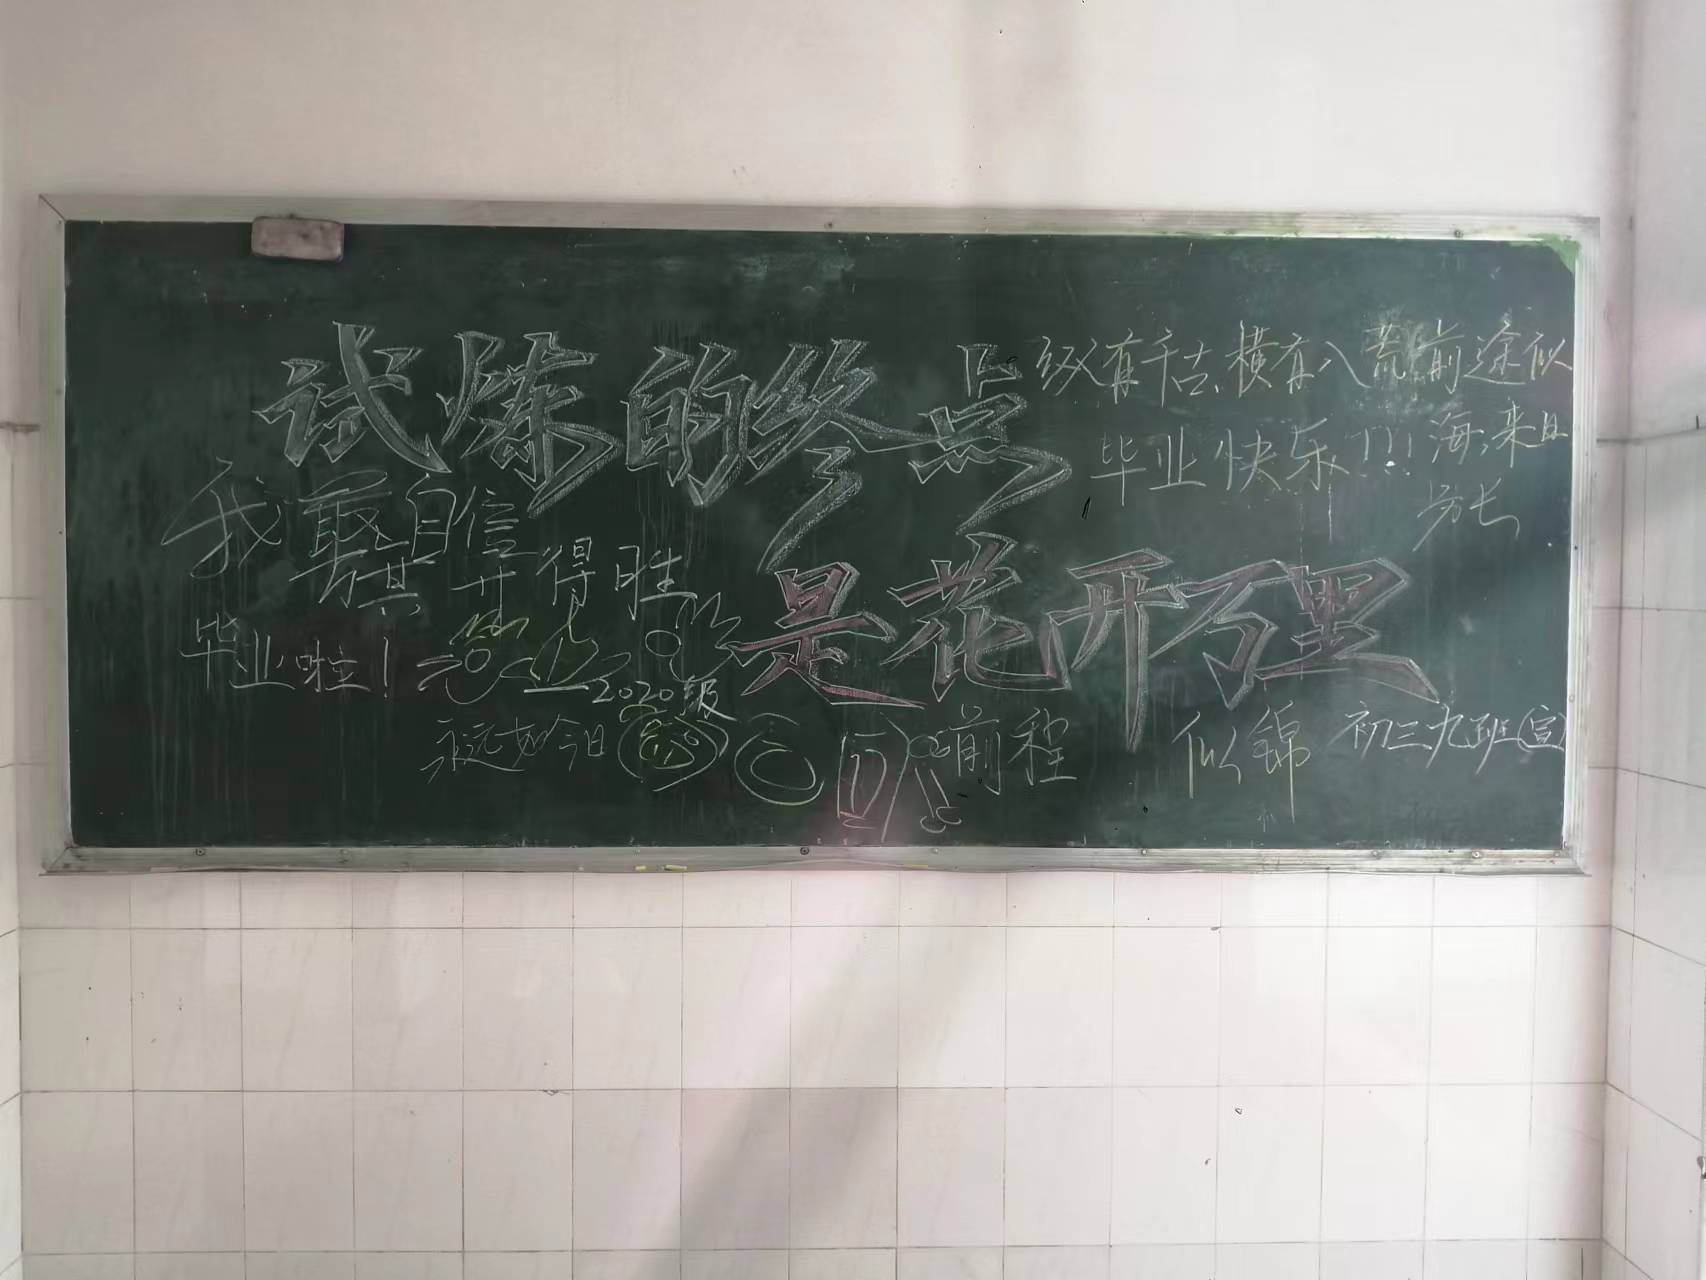 试炼的终点
纵有千古,横有八荒,前途似
海,来日
方长
毕业快乐!!!
我最自信
旗开得胜
是花开万里
毕业啦!
2020级
永远如今日
前程 似锦
初三九班(宣)